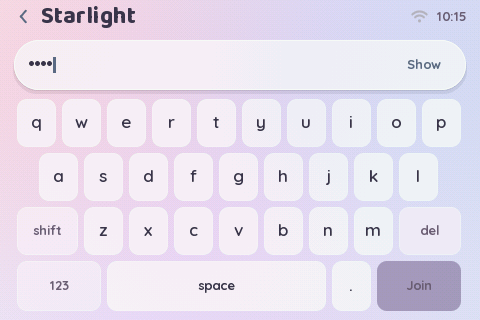 Starlight 10:15
•••• Show
q w e r t y u i o p
a s d f g h j k l
shift z x c v b n m del
123 space . Join